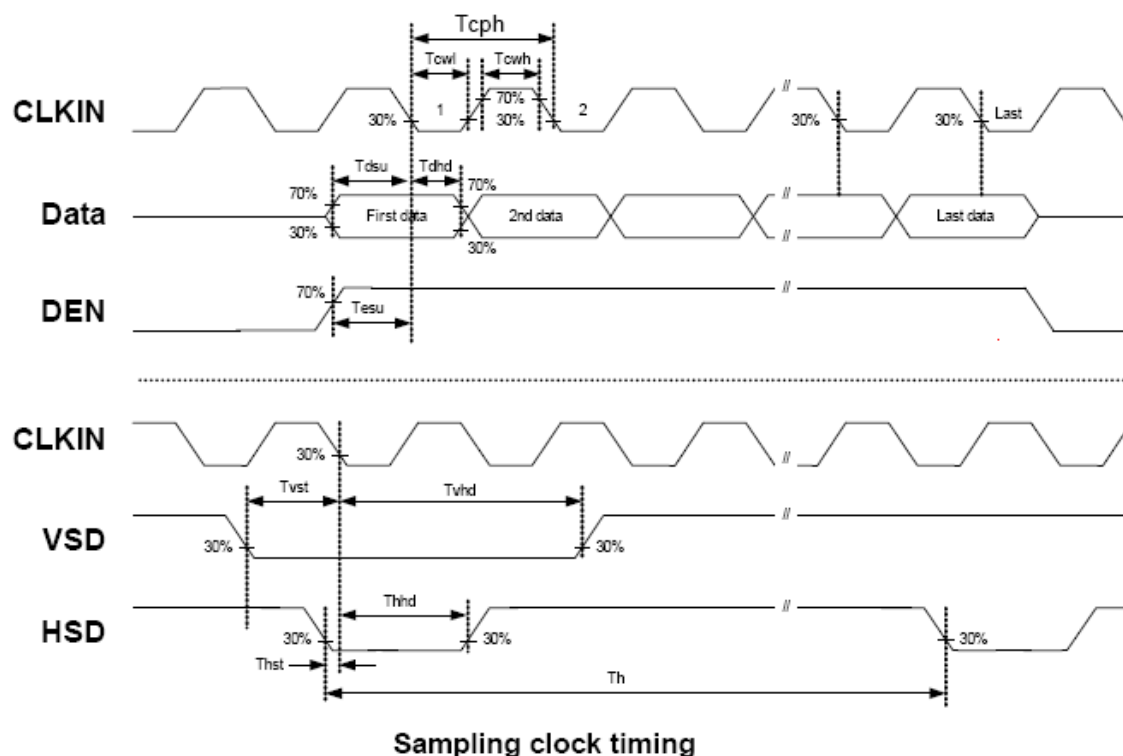 Tcph
Tcwl Tcwh
CLKIN 30% 1 70% 30% 2 // 30% 30% Last
Tdsu Tdhd
Data 70% 30% First data 70% 30% 2nd data // // Last data
DEN 70% Tesu //
CLKIN 30% //
Tvst Tvhd
VSD 30% 30% //
Thhd
HSD 30% 30% // 30%
Thst
Th
Sampling clock timing